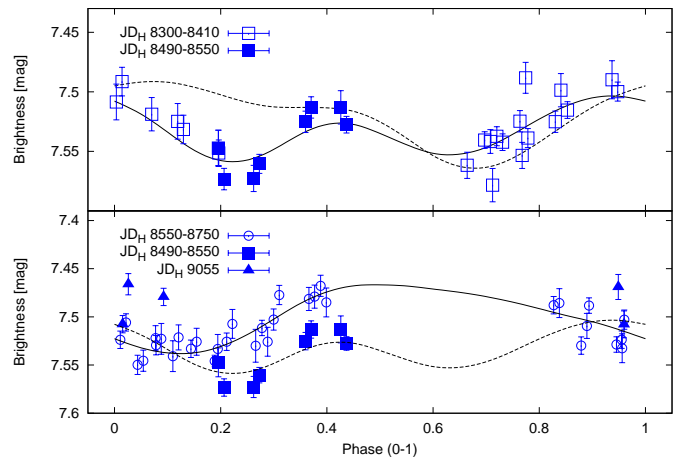 7.45
7.5
7.55
Brightness [mag]
JD_H 8300-8410
JD_H 8490-8550
7.4
7.45
7.5
7.55
7.6
Brightness [mag]
JD_H 8550-8750
JD_H 8490-8550
JD_H 9055
0 0.2 0.4 0.6 0.8 1
Phase (0-1)